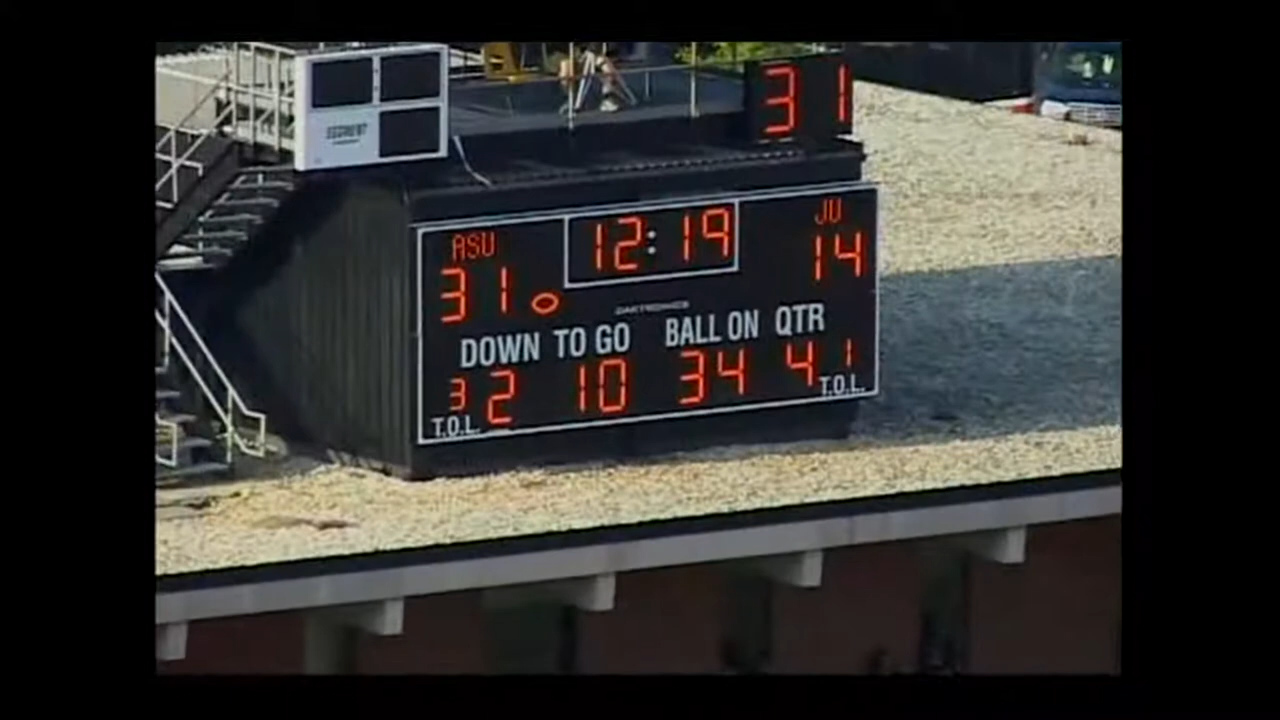 31
12:19
ASU
JU
31
14
DAKTRONICS
DOWN TO GO BALL ON QTR
3 2 10 34 4 1
T.O.L. T.O.L.